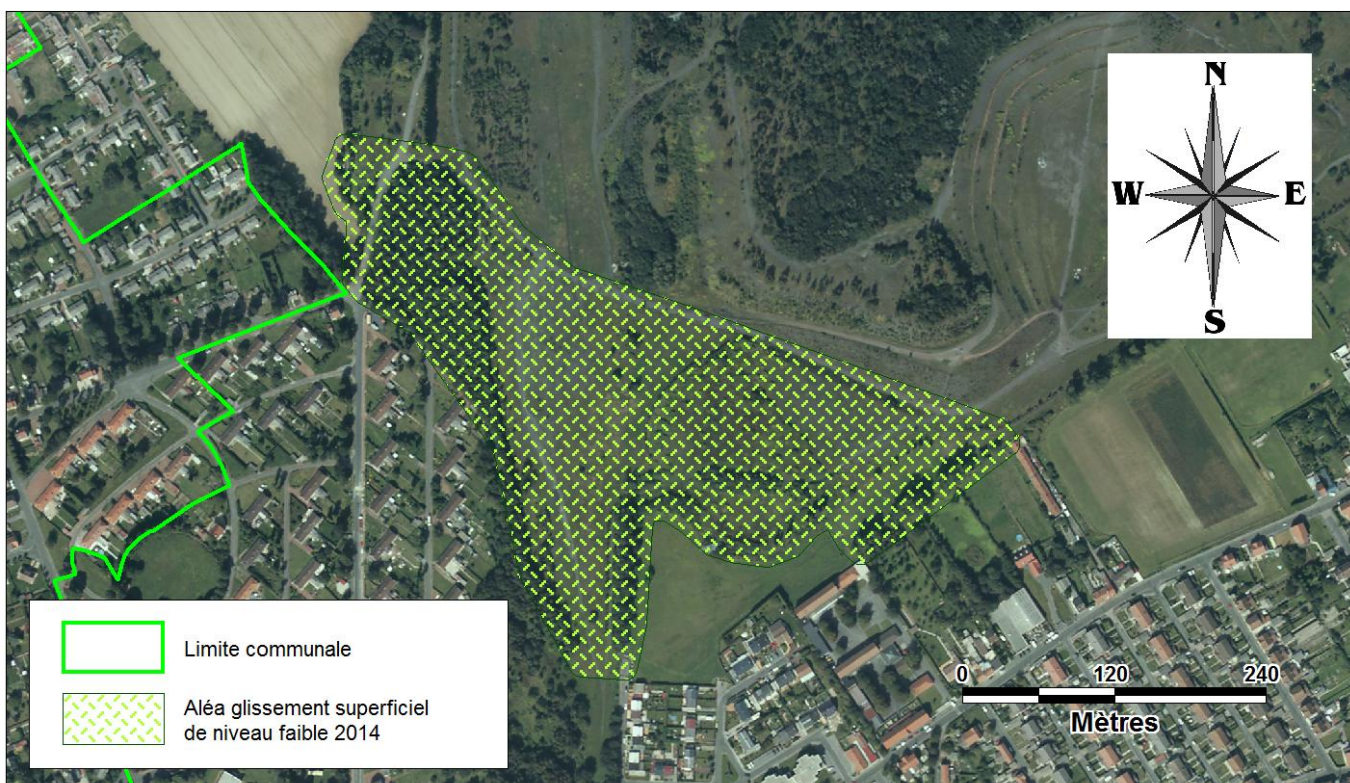 N
W E
S
Limite communale
Aléa glissement superficiel
de niveau faible 2014
0 120 240
Mètres